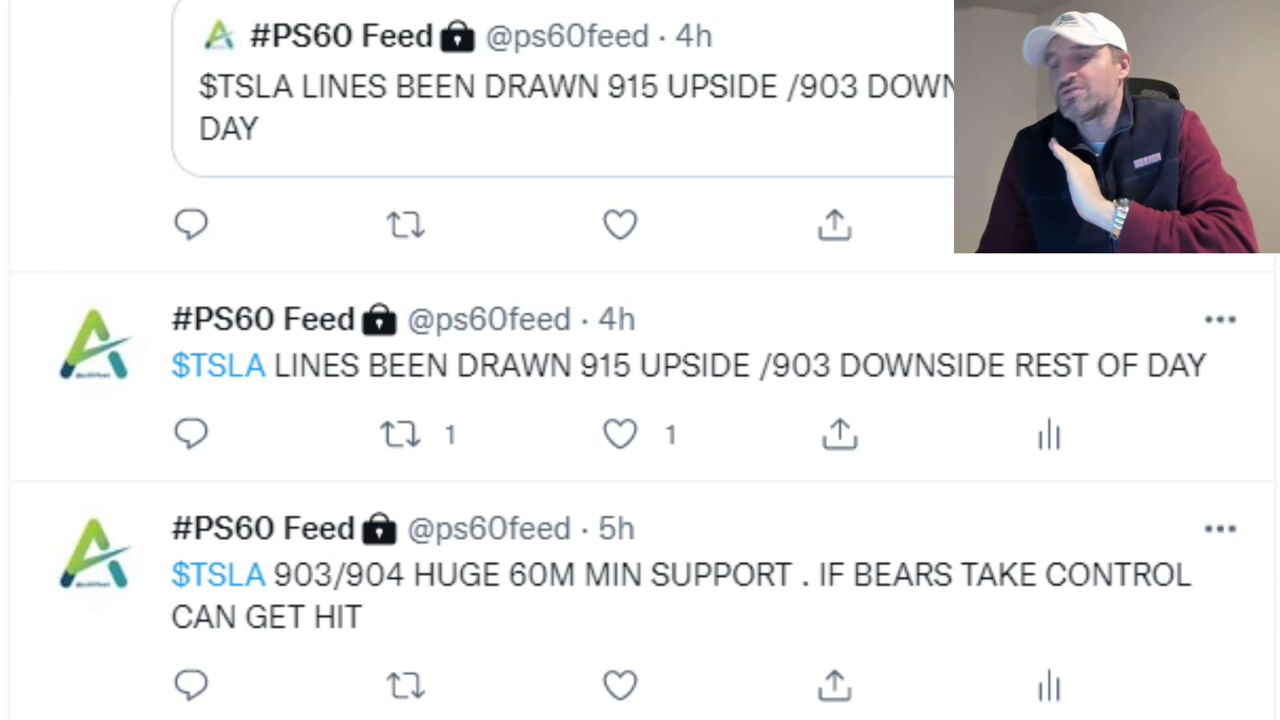 #PS60 Feed @ps60feed · 4h
$TSLA LINES BEEN DRAWN 915 UPSIDE /903 DOWN
DAY
#PS60 Feed @ps60feed · 4h
$TSLA LINES BEEN DRAWN 915 UPSIDE /903 DOWNSIDE REST OF DAY
1 1
#PS60 Feed @ps60feed · 5h
$TSLA 903/904 HUGE 60M MIN SUPPORT . IF BEARS TAKE CONTROL
CAN GET HIT